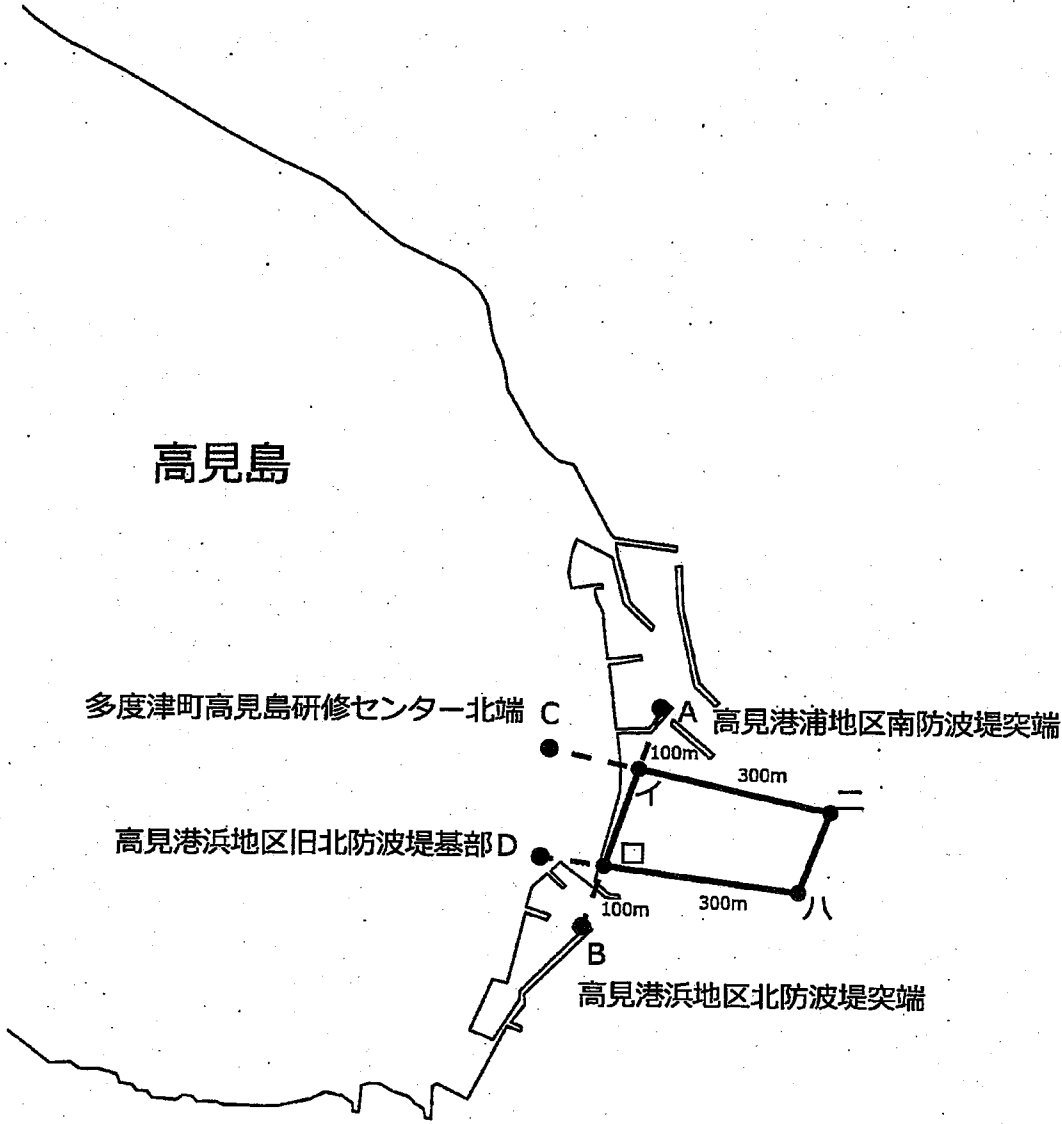 高見島
多度津町高見島研修センター北端 C
A
高見港浦地区南防波堤突端
100m
300m
イ
ニ
高見港浜地区旧北防波堤基部 D
ロ
300m
ハ
100m
B
高見港浜地区北防波堤突端